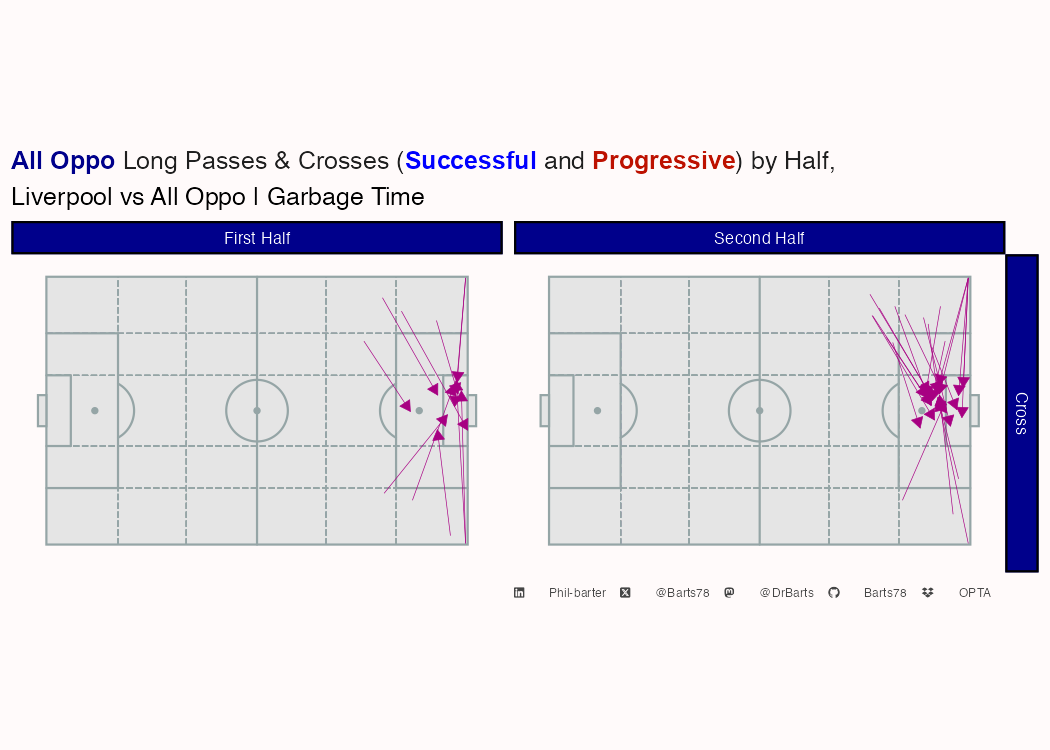 All Oppo Long Passes & Crosses (Successful and Progressive) by Half,
Liverpool vs All Oppo | Garbage Time
First Half
Second Half
Cross
Phil-barter @Barts78 @DrBarts Barts78 OPTA